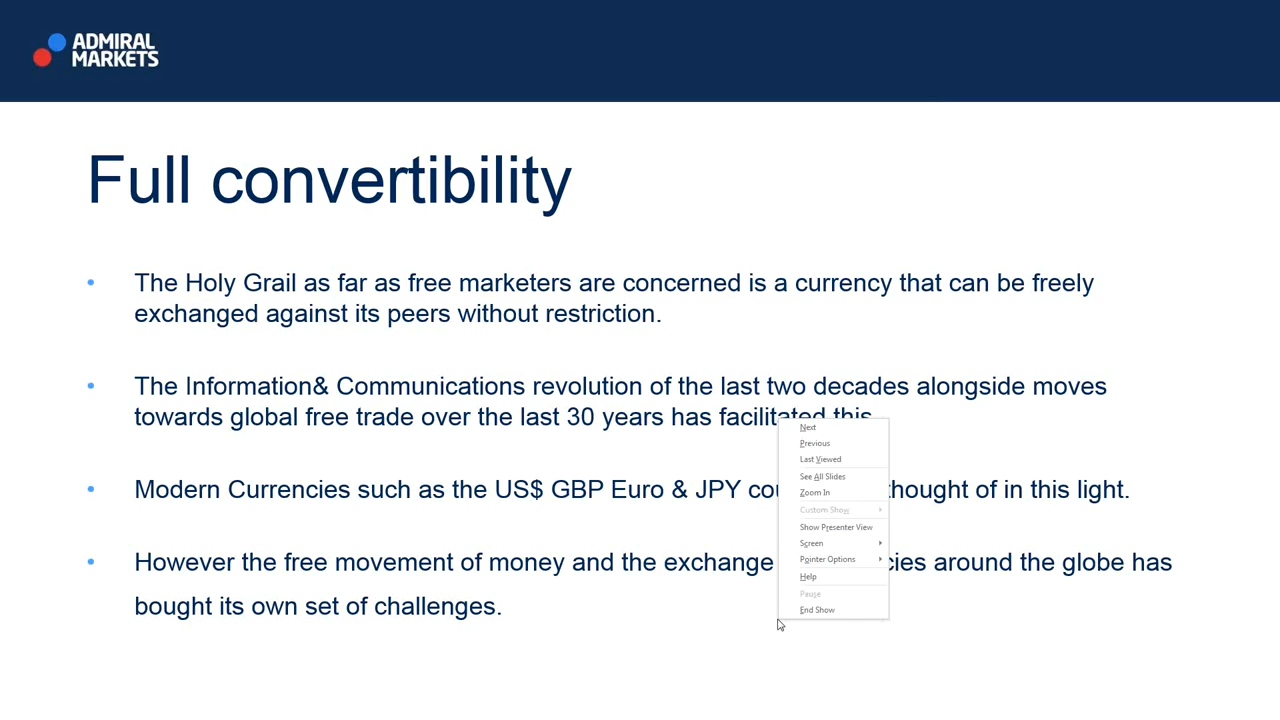 ADMIRAL
MARKETS
Full convertibility
• The Holy Grail as far as free marketers are concerned is a currency that can be freely
exchanged against its peers without restriction.
• The Information& Communications revolution of the last two decades alongside moves
towards global free trade over the last 30 years has facilitated this
• Modern Currencies such as the US$ GBP Euro & JPY thought of in this light.
• However the free movement of money and the exchange around the globe has
bought its own set of challenges.
Next
Previous
Last Viewed
See All Slides
Zoom In
Custom Show
Show Presenter View
Screen
Pointer Options
Help
Pause
End Show